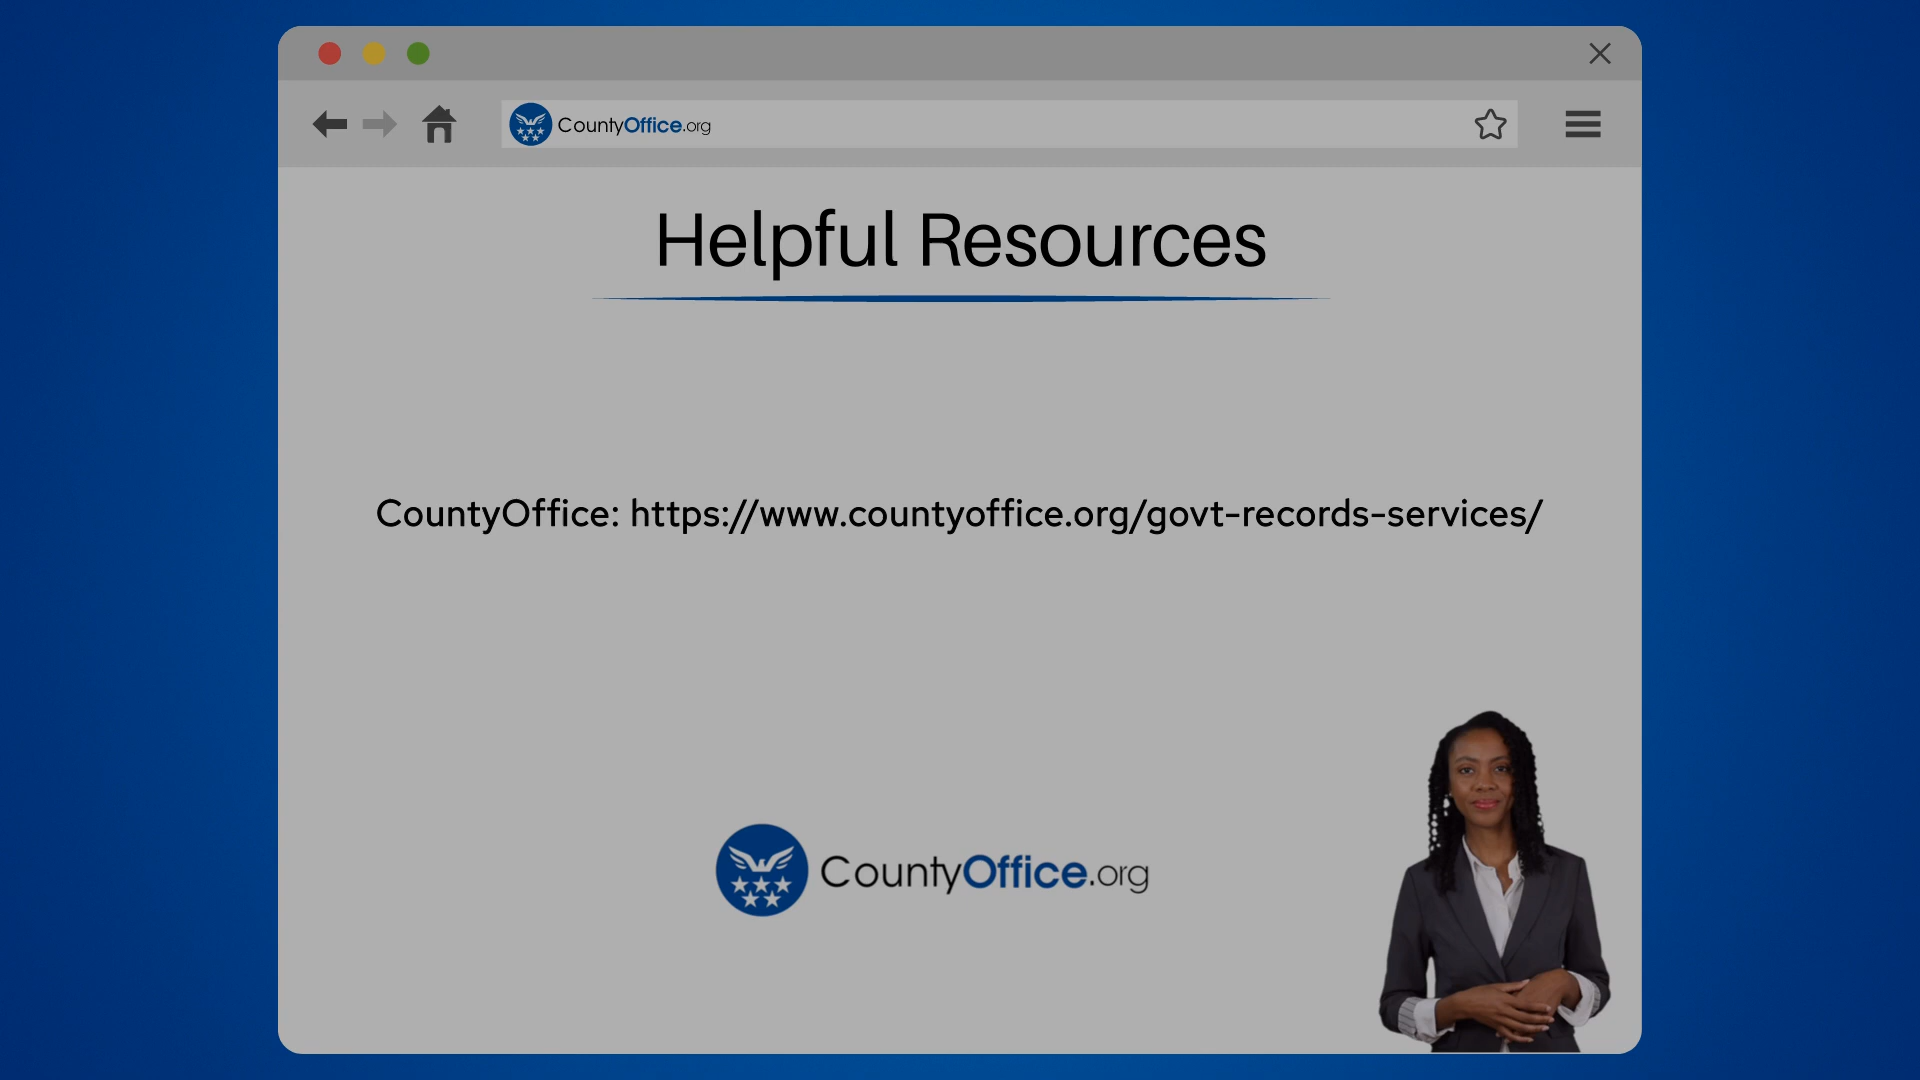 CountyOffice.org
Helpful Resources
CountyOffice: https://www.countyoffice.org/govt-records-services/
CountyOffice.org